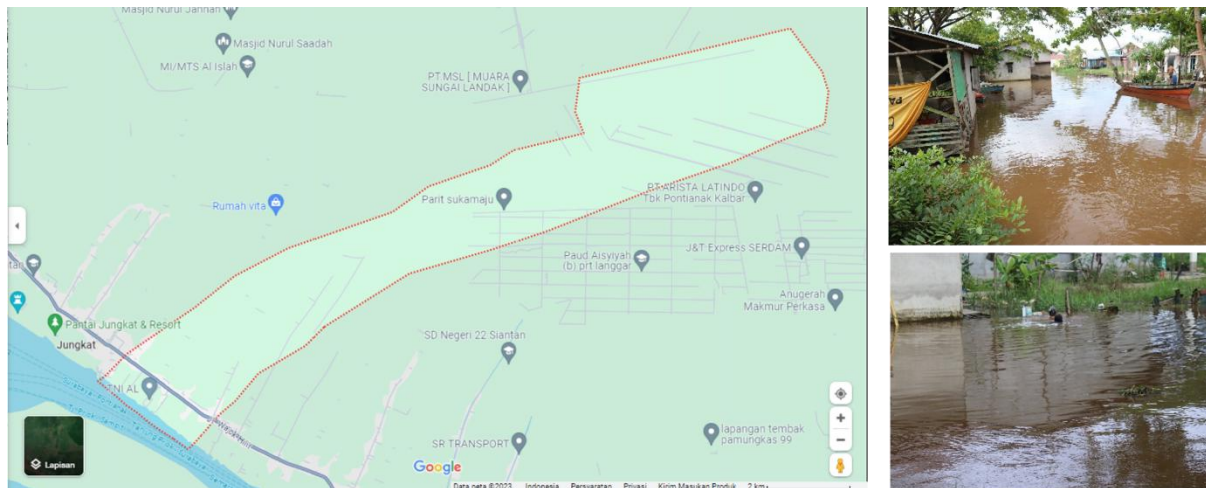 Masjid Nurul Jannah
Masjid Nurul Saadah
MI/MTS Al Islah
PT MSL [ MUARA
SUNGAI LANDAK ]
Rumah vita
Parit sukamaju
PT ARISTA LATINDO
Tbk Pontianak Kalbar
J&T Express SERDAM
Paud Aisyiyah
(b) prt langgar
Anugerah
Makmur Perkasa
Pantai Jungkat & Resort
Jungkat
SD Negeri 22 Siantan
TNI AL
lapangan tembak
pamungkas 99
SR TRANSPORT
Lapisan
Google
Data peta ©2023 Indonesia Persyaratan Privasi Kirim Masukan Produk 2 km